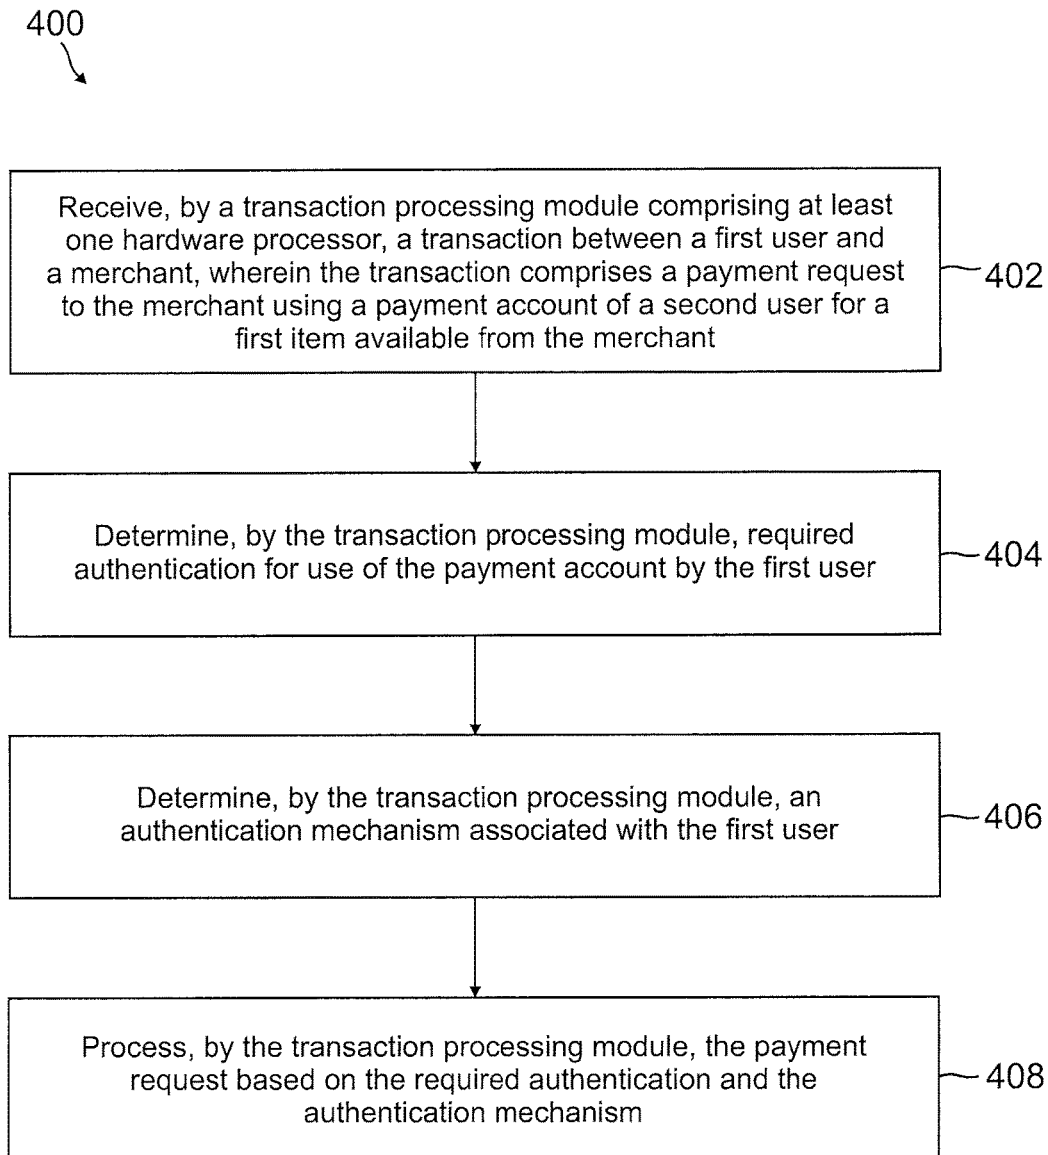 400
Receive, by a transaction processing module comprising at least
one hardware processor, a transaction between a first user and
a merchant, wherein the transaction comprises a payment request
to the merchant using a payment account of a second user for a
first item available from the merchant
402
Determine, by the transaction processing module, required
authentication for use of the payment account by the first user
404
Determine, by the transaction processing module, an
authentication mechanism associated with the first user
406
Process, by the transaction processing module, the payment
request based on the required authentication and the
authentication mechanism
408